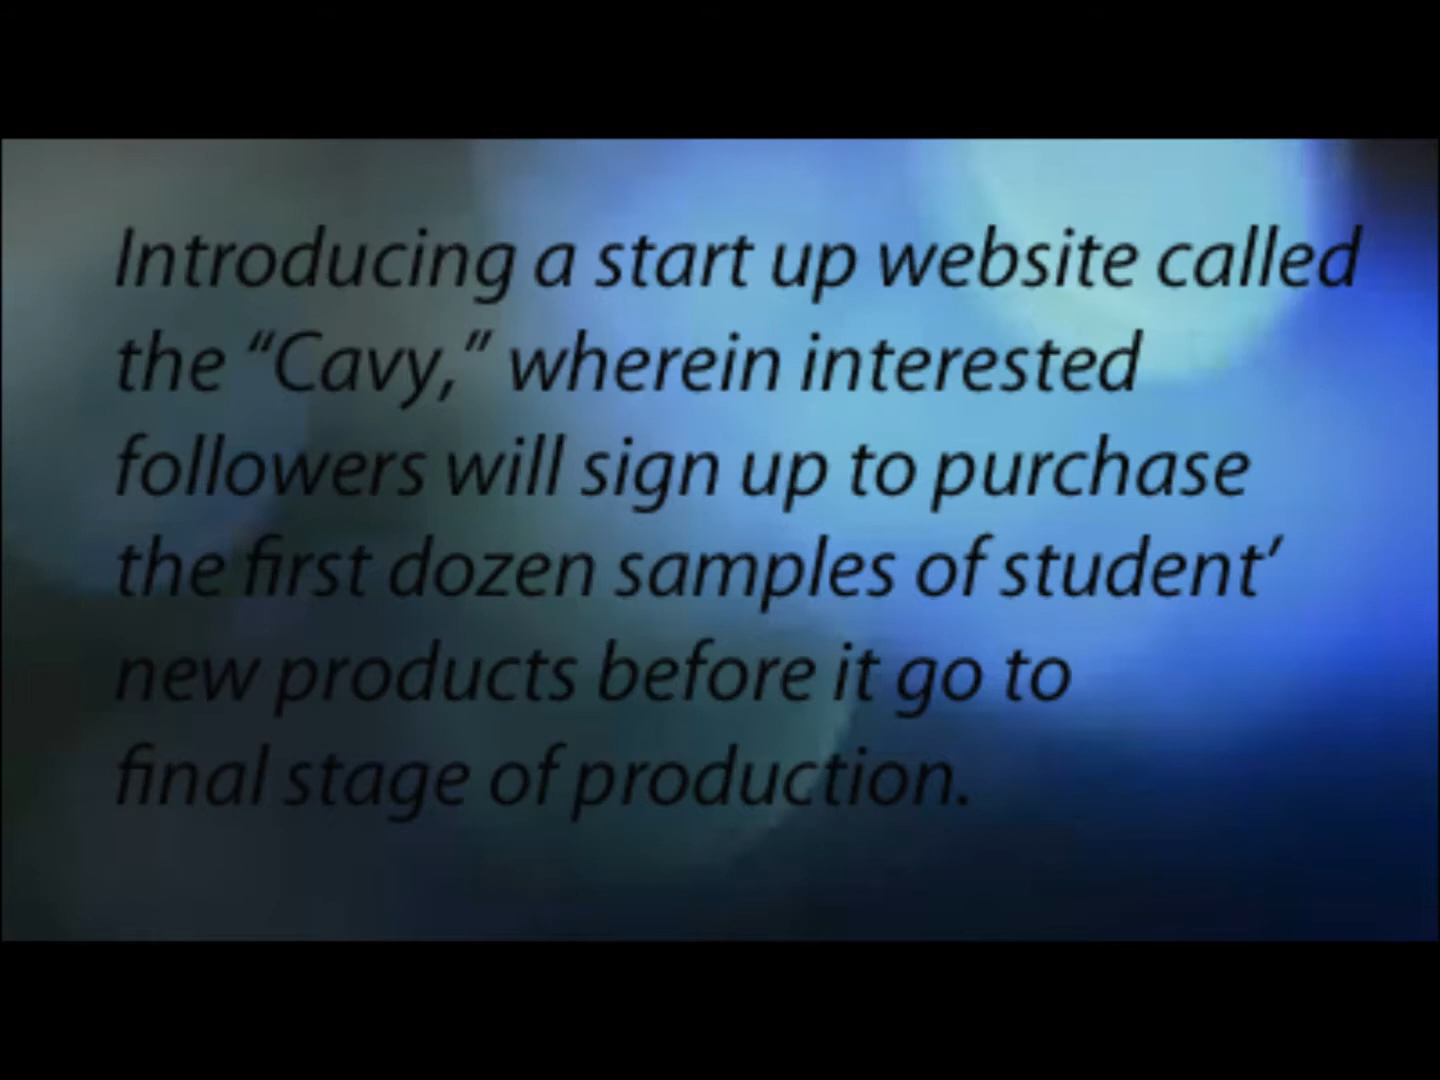 Introducing a start up website called
the “Cavy,” wherein interested
followers will sign up to purchase
the first dozen samples of student’
new products before it go to
final stage of production.